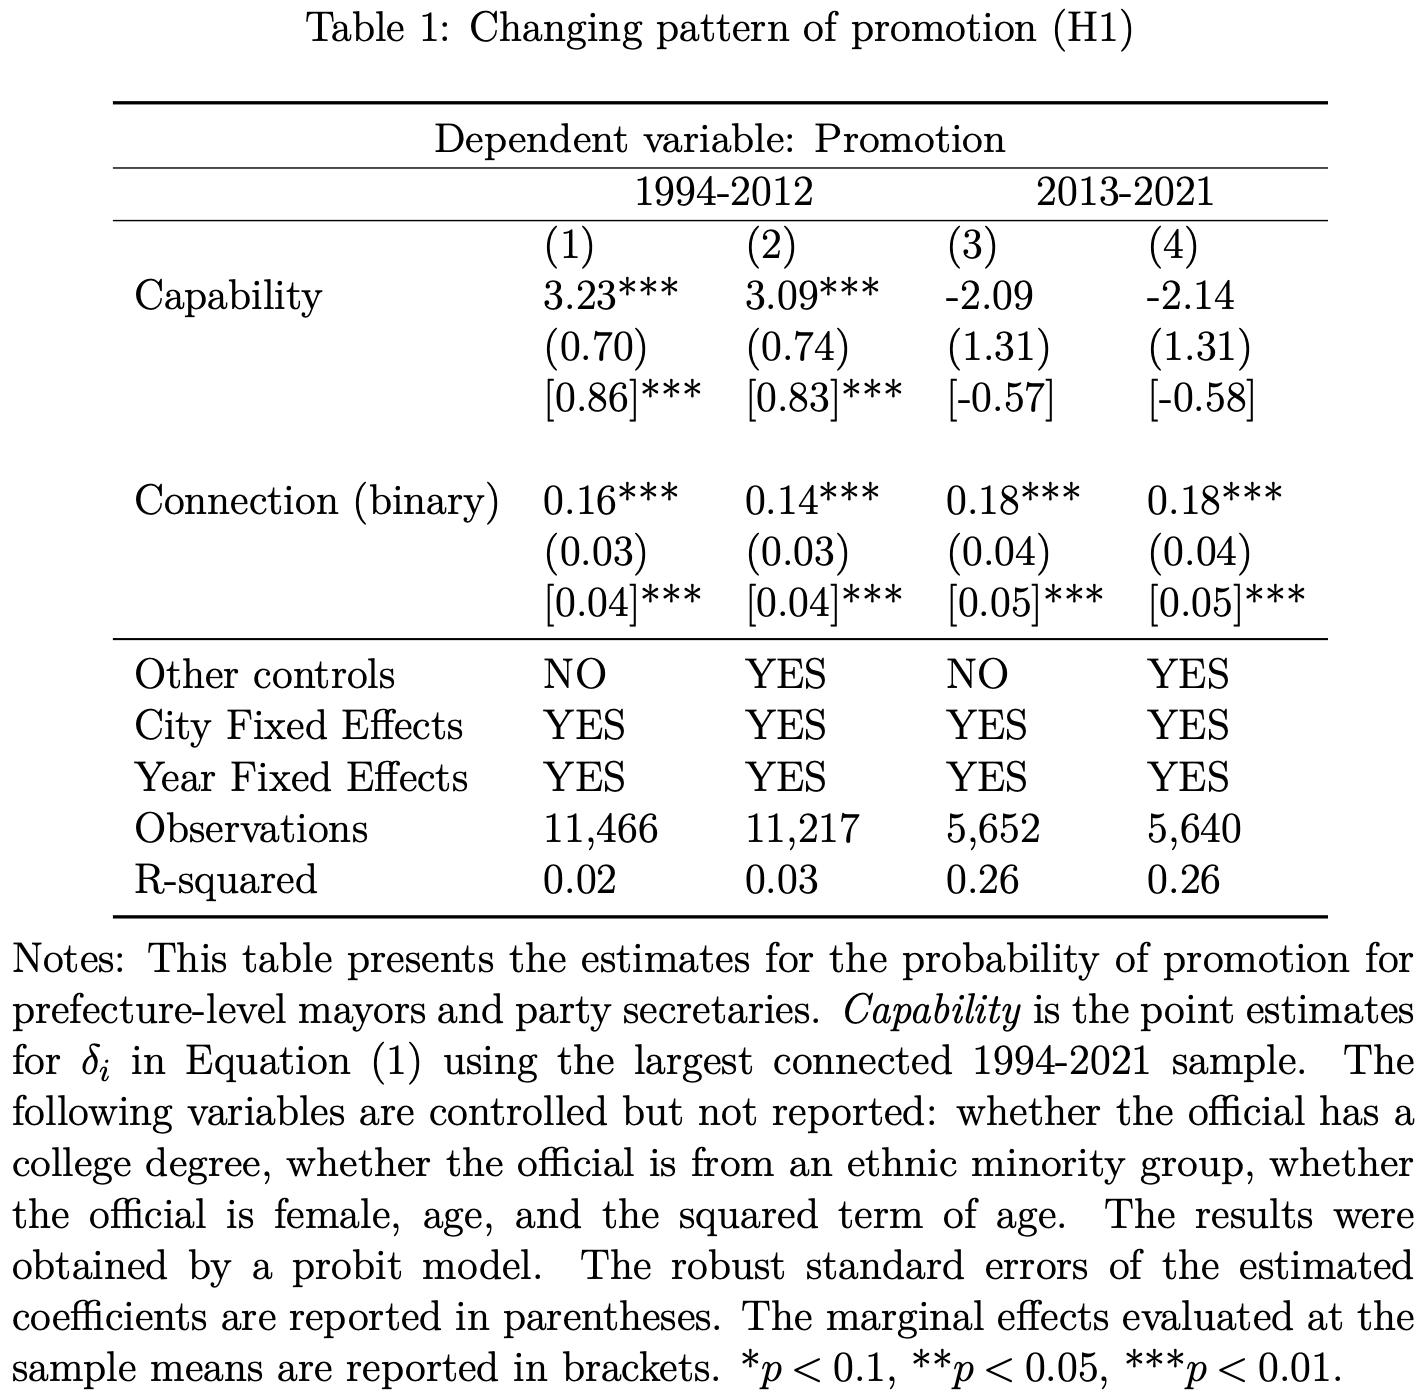 Table 1: Changing pattern of promotion (H1)
Dependent variable: Promotion
1994-2012 2013-2021
(1) (2) (3) (4)
Capability 3.23*** 3.09*** -2.09 -2.14
(0.70) (0.74) (1.31) (1.31)
[0.86]*** [0.83]*** [-0.57] [-0.58]
Connection (binary) 0.16*** 0.14*** 0.18*** 0.18***
(0.03) (0.03) (0.04) (0.04)
[0.04]*** [0.04]*** [0.05]*** [0.05]***
Other controls NO YES NO YES
City Fixed Effects YES YES YES YES
Year Fixed Effects YES YES YES YES
Observations 11,466 11,217 5,652 5,640
R-squared 0.02 0.03 0.26 0.26
Notes: This table presents the estimates for the probability of promotion for
prefecture-level mayors and party secretaries. Capability is the point estimates
for δi in Equation (1) using the largest connected 1994-2021 sample. The
following variables are controlled but not reported: whether the official has a
college degree, whether the official is from an ethnic minority group, whether
the official is female, age, and the squared term of age. The results were
obtained by a probit model. The robust standard errors of the estimated
coefficients are reported in parentheses. The marginal effects evaluated at the
sample means are reported in brackets. *p < 0.1, **p < 0.05, ***p < 0.01.